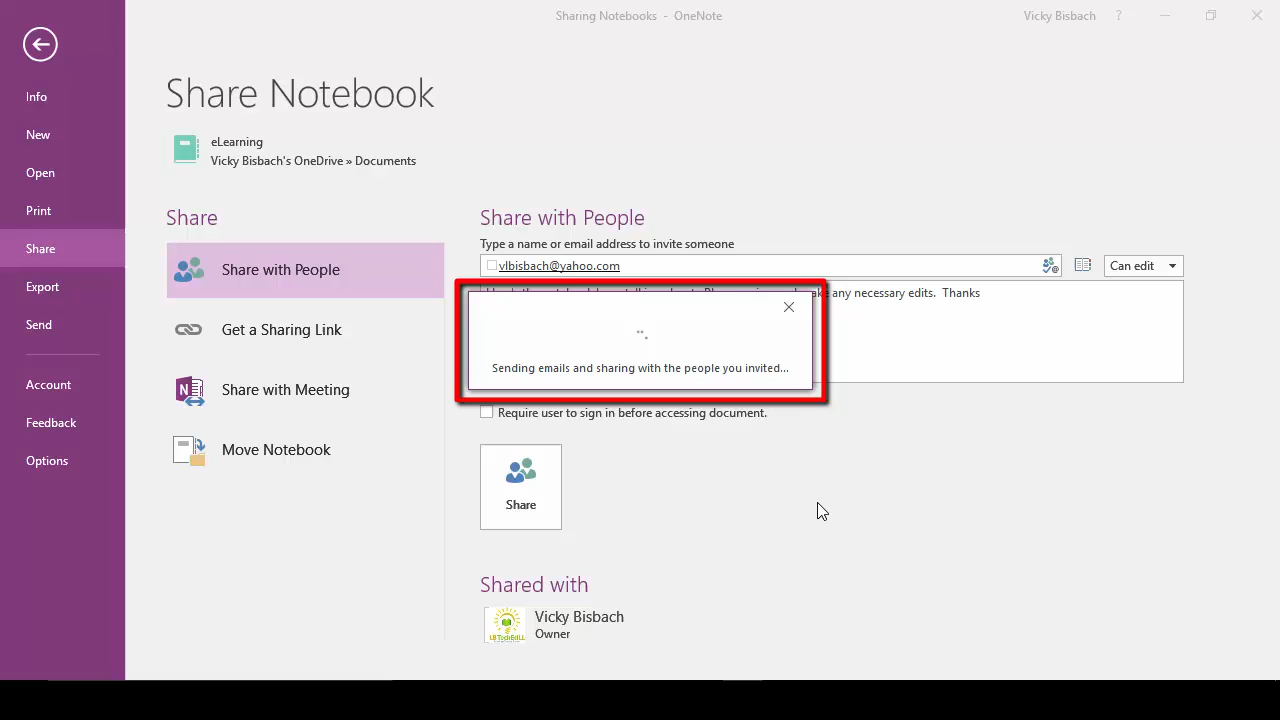 Sharing Notebooks - OneNote
Vicky Bisbach ?
Info
New
Open
Print
Share
Export
Send
Account
Feedback
Options
Share Notebook
eLearning
Vicky Bisbach's OneDrive » Documents
Share
Share with People
Get a Sharing Link
Share with Meeting
Move Notebook
Share with People
Type a name or email address to invite someone
vlbisbach@yahoo.com
Can edit
any necessary edits. Thanks
Sending emails and sharing with the people you invited...
Require user to sign in before accessing document.
Share
Shared with
Vicky Bisbach
Owner